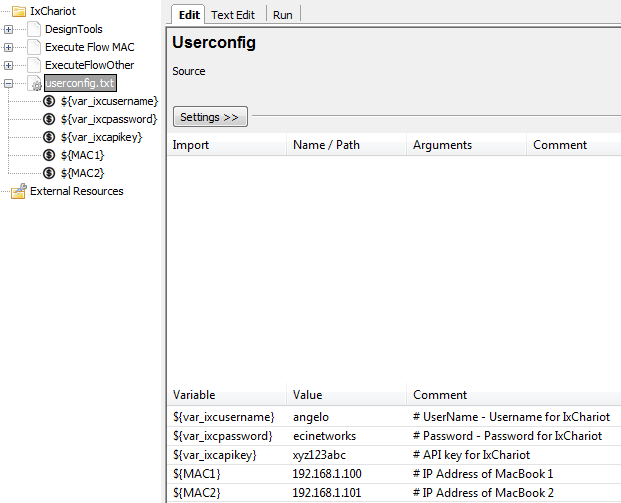 IxChariot
DesignTools
Execute Flow MAC
ExecuteFlowOther
userconfig.txt
${var_ixcusername}
${var_ixcpassword}
${var_ixcapikey}
${MAC1}
${MAC2}
External Resources
Edit Text Edit Run
Userconfig
Source
Settings >>
Import Name / Path Arguments Comment
Variable Value Comment
${var_ixcusername} angelo # UserName - Username for IxChariot
${var_ixcpassword} ecinetworks # Password - Password for IxChariot
${var_ixcapikey} xyz123abc # API key for IxChariot
${MAC1} 192.168.1.100 # IP Address of MacBook 1
${MAC2} 192.168.1.101 # IP Address of MacBook 2